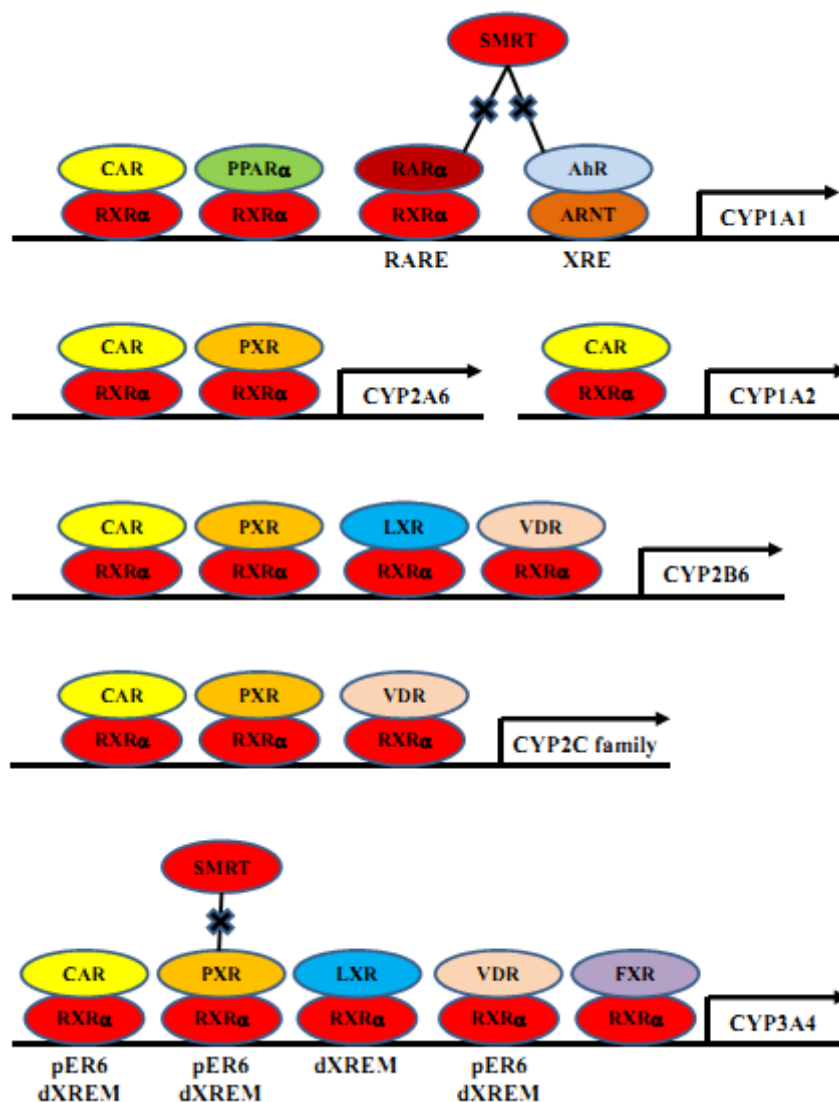 SMRT
CAR PPARα RARα AhR
RXRα RXRα RXRα ARNT CYP1A1
RARE XRE
CAR PXR CAR
RXRα RXRα CYP2A6 RXRα CYP1A2
CAR PXR LXR VDR
RXRα RXRα RXRα RXRα CYP2B6
CAR PXR VDR
RXRα RXRα RXRα CYP2C family
SMRT
CAR PXR LXR VDR FXR
RXRα RXRα RXRα RXRα RXRα CYP3A4
pER6 pER6 dXREM pER6
dXREM dXREM dXREM